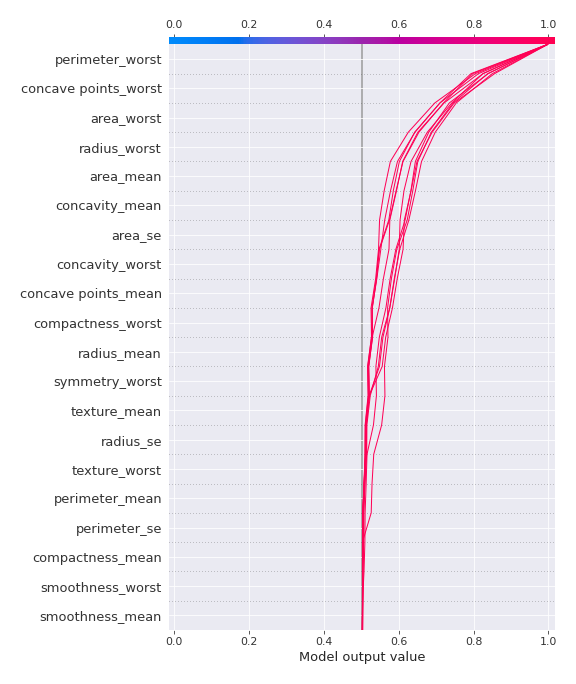 0.0 0.2 0.4 0.6 0.8 1.0
perimeter_worst
concave points_worst
area_worst
radius_worst
area_mean
concavity_mean
area_se
concavity_worst
concave points_mean
compactness_worst
radius_mean
symmetry_worst
texture_mean
radius_se
texture_worst
perimeter_mean
perimeter_se
compactness_mean
smoothness_worst
smoothness_mean
0.0 0.2 0.4 0.6 0.8 1.0
Model output value